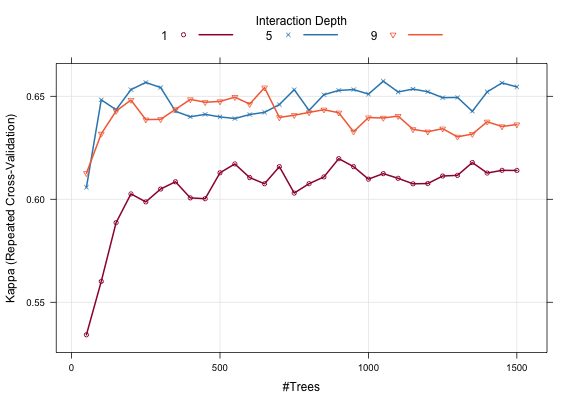 Interaction Depth
1 5 9
Kappa (Repeated Cross-Validation)
0.65
0.60
0.55
0 500 1000 1500
#Trees